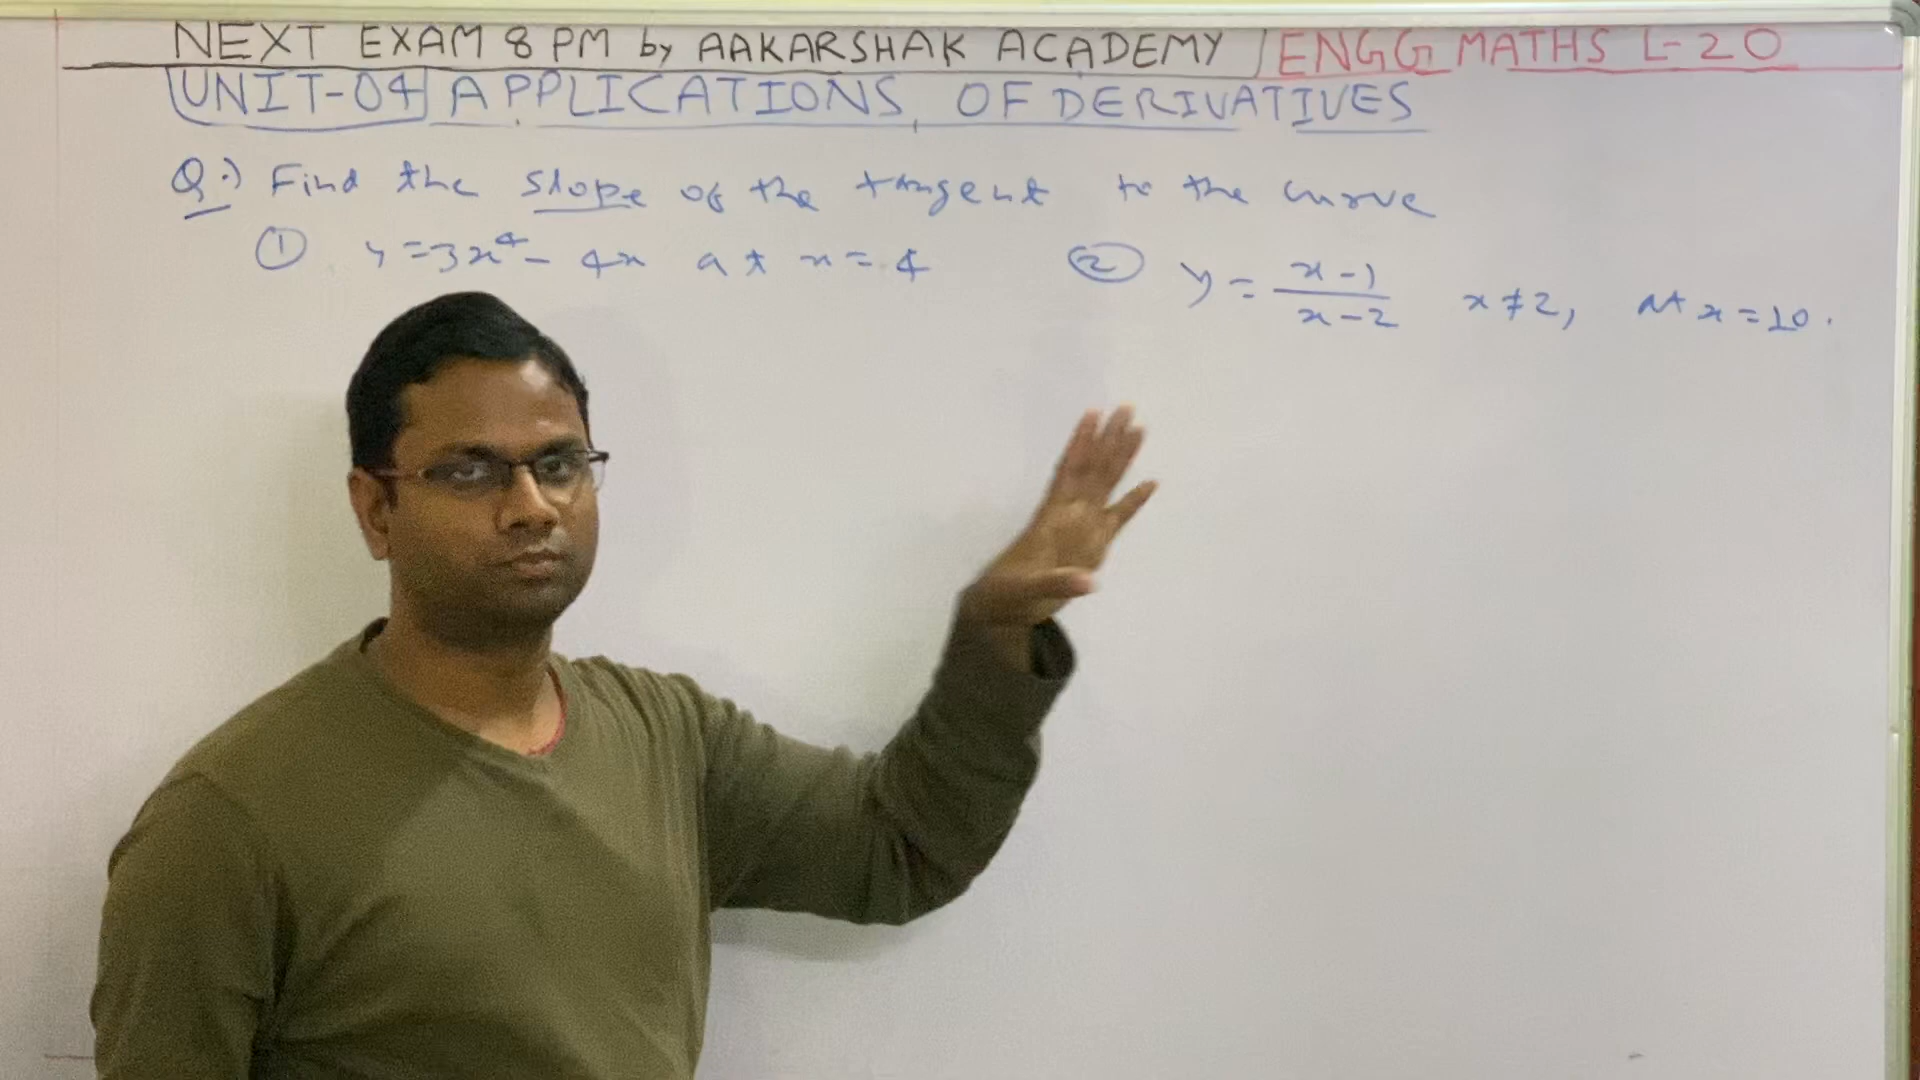 NEXT EXAM 8 PM by AAKARSHAK ACADEMY | ENGG MATHS L-20
UNIT-04 APPLICATIONS OF DERIVATIVES
Q.) Find the slope of the tangent to the curve
① y=3x⁴- 4x at x=4 ② y = (x-1)/(x-2) x≠2, at x=10.